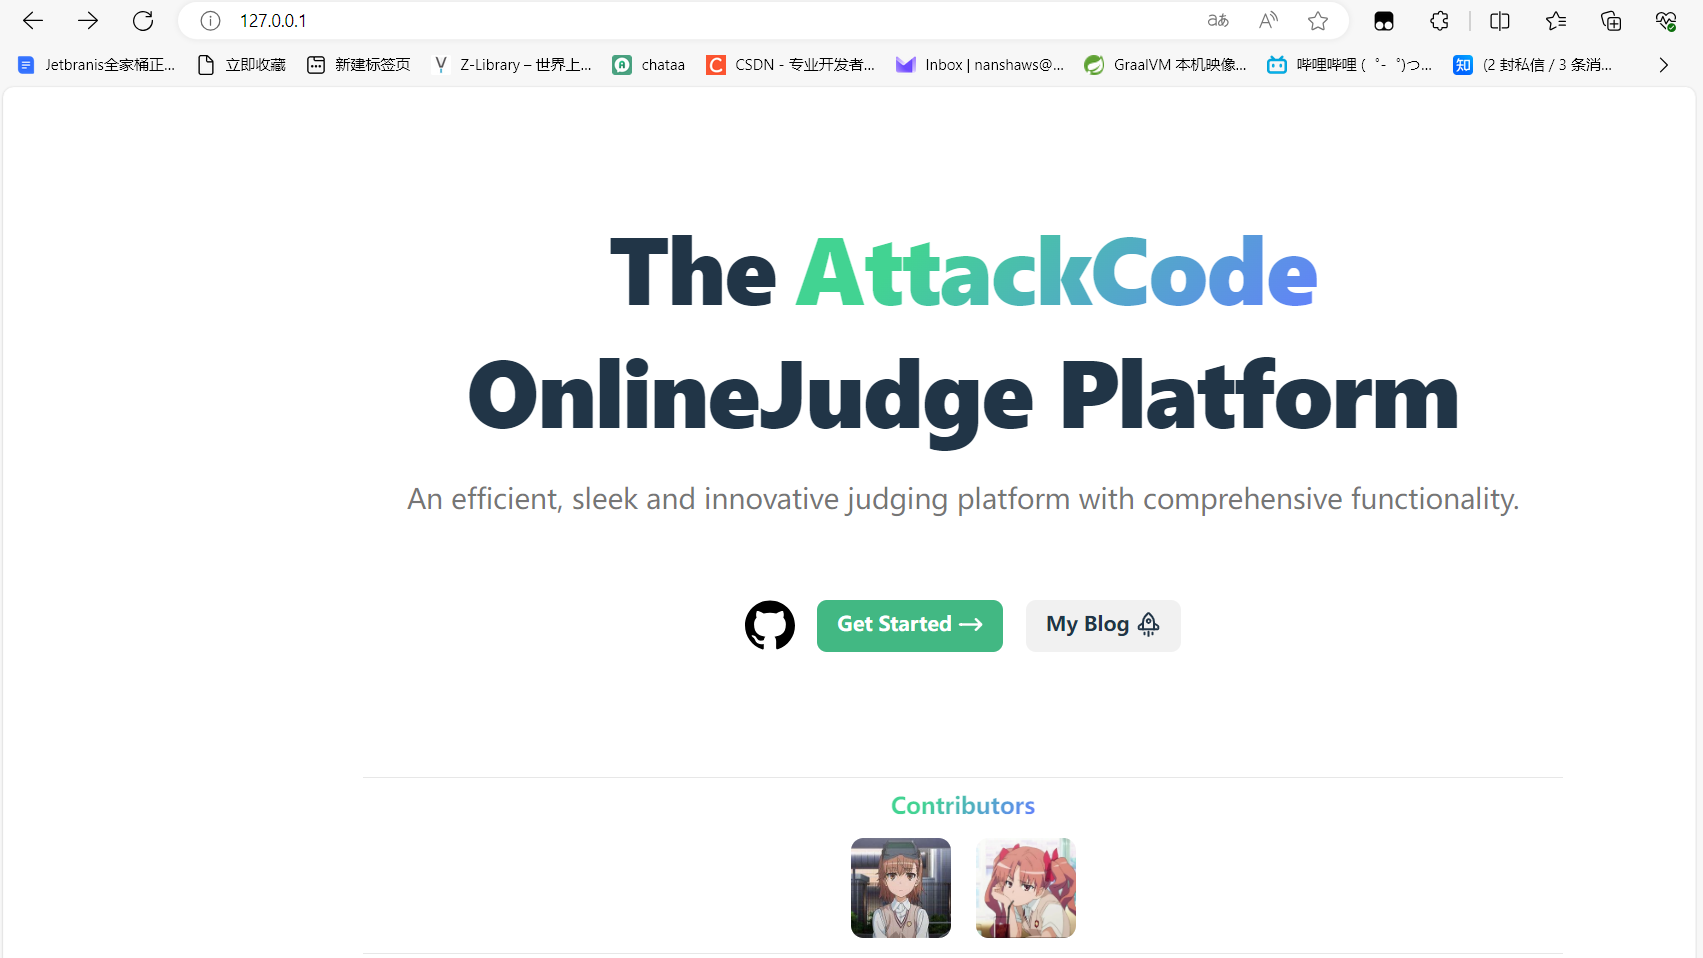 127.0.0.1
aあ
Jetbranis全家桶正...
立即收藏
新建标签页
Z-Library – 世界上...
chataa
CSDN - 专业开发者...
Inbox | nanshaws@...
GraalVM 本机映像...
哔哩哔哩 (゜-゜)つ...
知
(2 封私信 / 3 条消...
The AttackCode
OnlineJudge Platform
An efficient, sleek and innovative judging platform with comprehensive functionality.
Get Started →
My Blog
Contributors